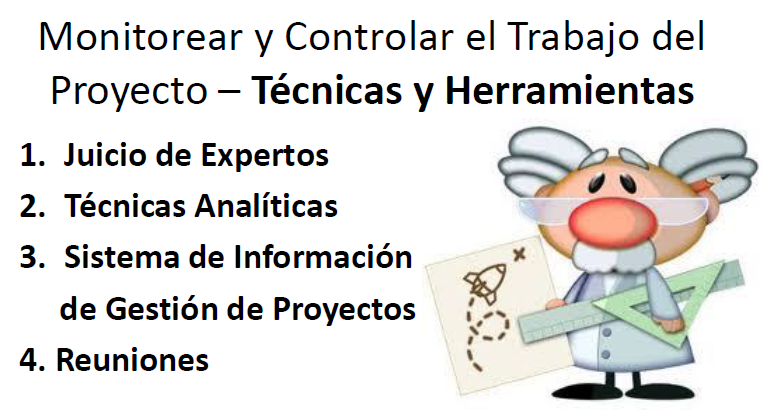 Monitorear y Controlar el Trabajo del
Proyecto – Técnicas y Herramientas
1. Juicio de Expertos
2. Técnicas Analíticas
3. Sistema de Información
de Gestión de Proyectos
4. Reuniones